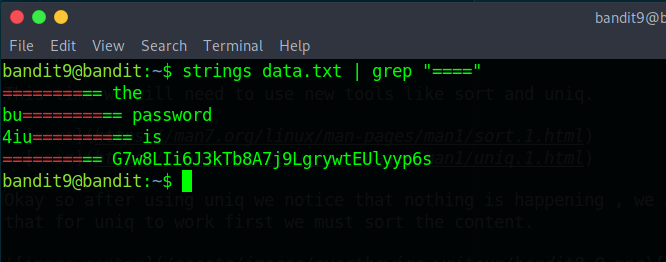 bandit9@bandit
File Edit View Search Terminal Help
bandit9@bandit:~$ strings data.txt | grep "===="
========== the
bu========== password
4iu========== is
========== G7w8LIi6J3kTb8A7j9LgrywtEUlyyp6s
bandit9@bandit:~$
ill need to use new tools like sort and uniq.
/man7.org/linux/man-pages/man1/sort.1.html)
uniq.1.html)
Okay so after using uniq we notice that nothing is happening , we
that for uniq to work first we must sort the content.